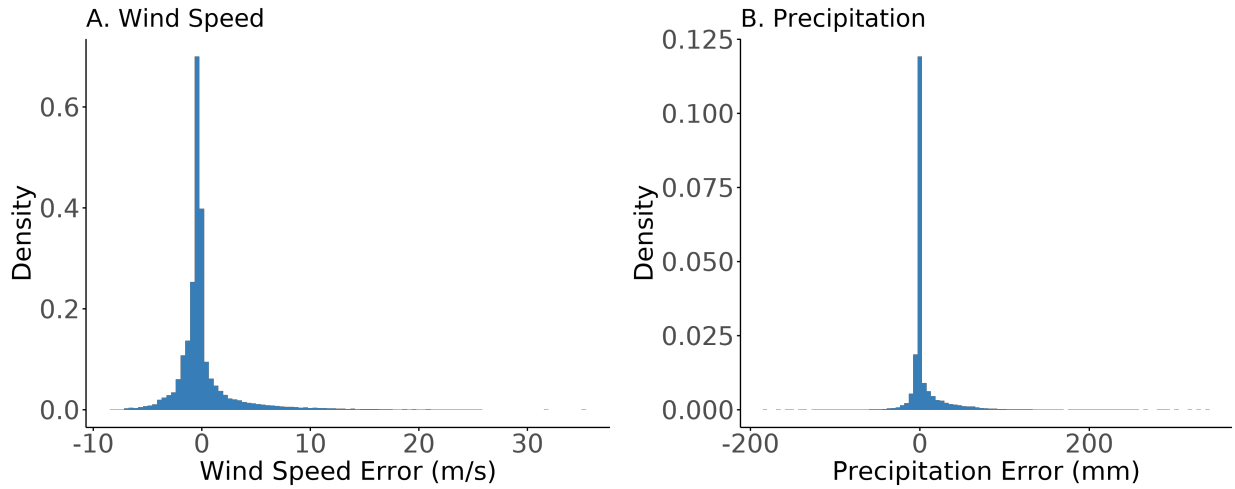 A. Wind Speed
Density
0.6
0.4
0.2
0.0
-10 0 10 20 30
Wind Speed Error (m/s)
B. Precipitation
Density
0.125
0.100
0.075
0.050
0.025
0.000
-200 0 200
Precipitation Error (mm)